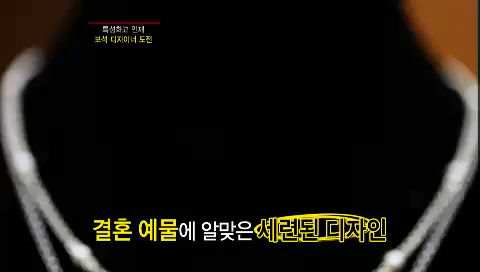 특성화고 인재
보석 디자이너 도전
결혼 예물에 알맞은 세련된 디자인